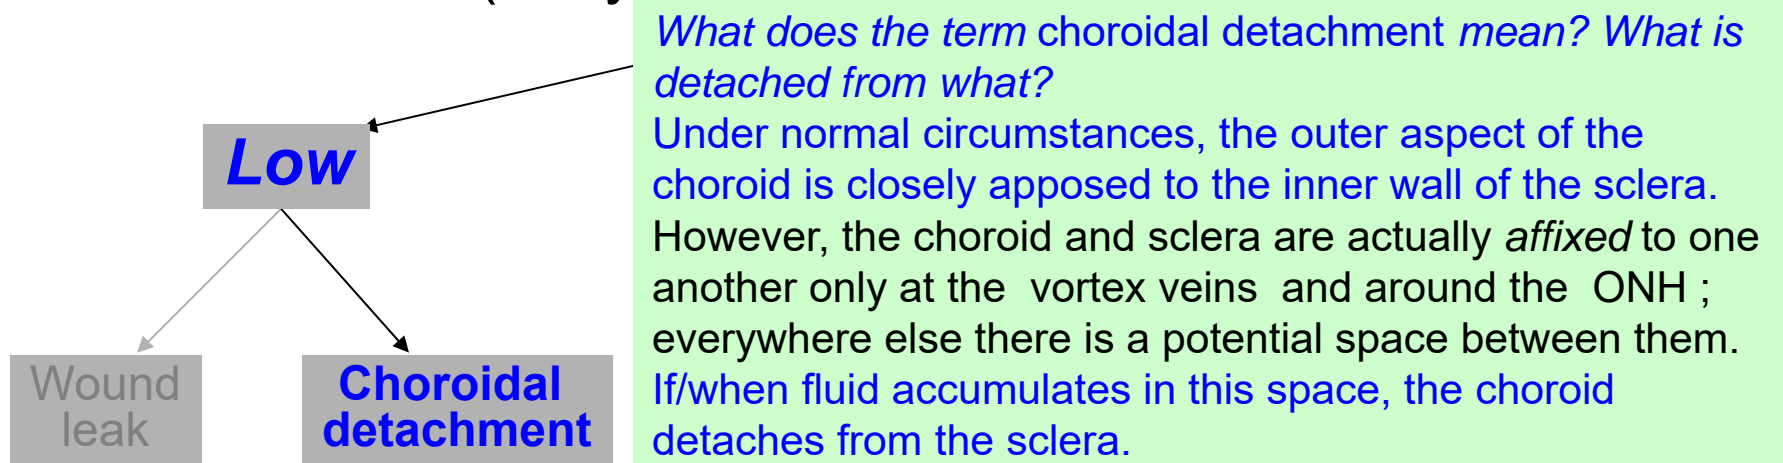 Low
Wound
leak
Choroidal
detachment
What does the term choroidal detachment mean? What is
detached from what?
Under normal circumstances, the outer aspect of the
choroid is closely apposed to the inner wall of the sclera.
However, the choroid and sclera are actually affixed to one
another only at the vortex veins and around the ONH ;
everywhere else there is a potential space between them.
If/when fluid accumulates in this space, the choroid
detaches from the sclera.